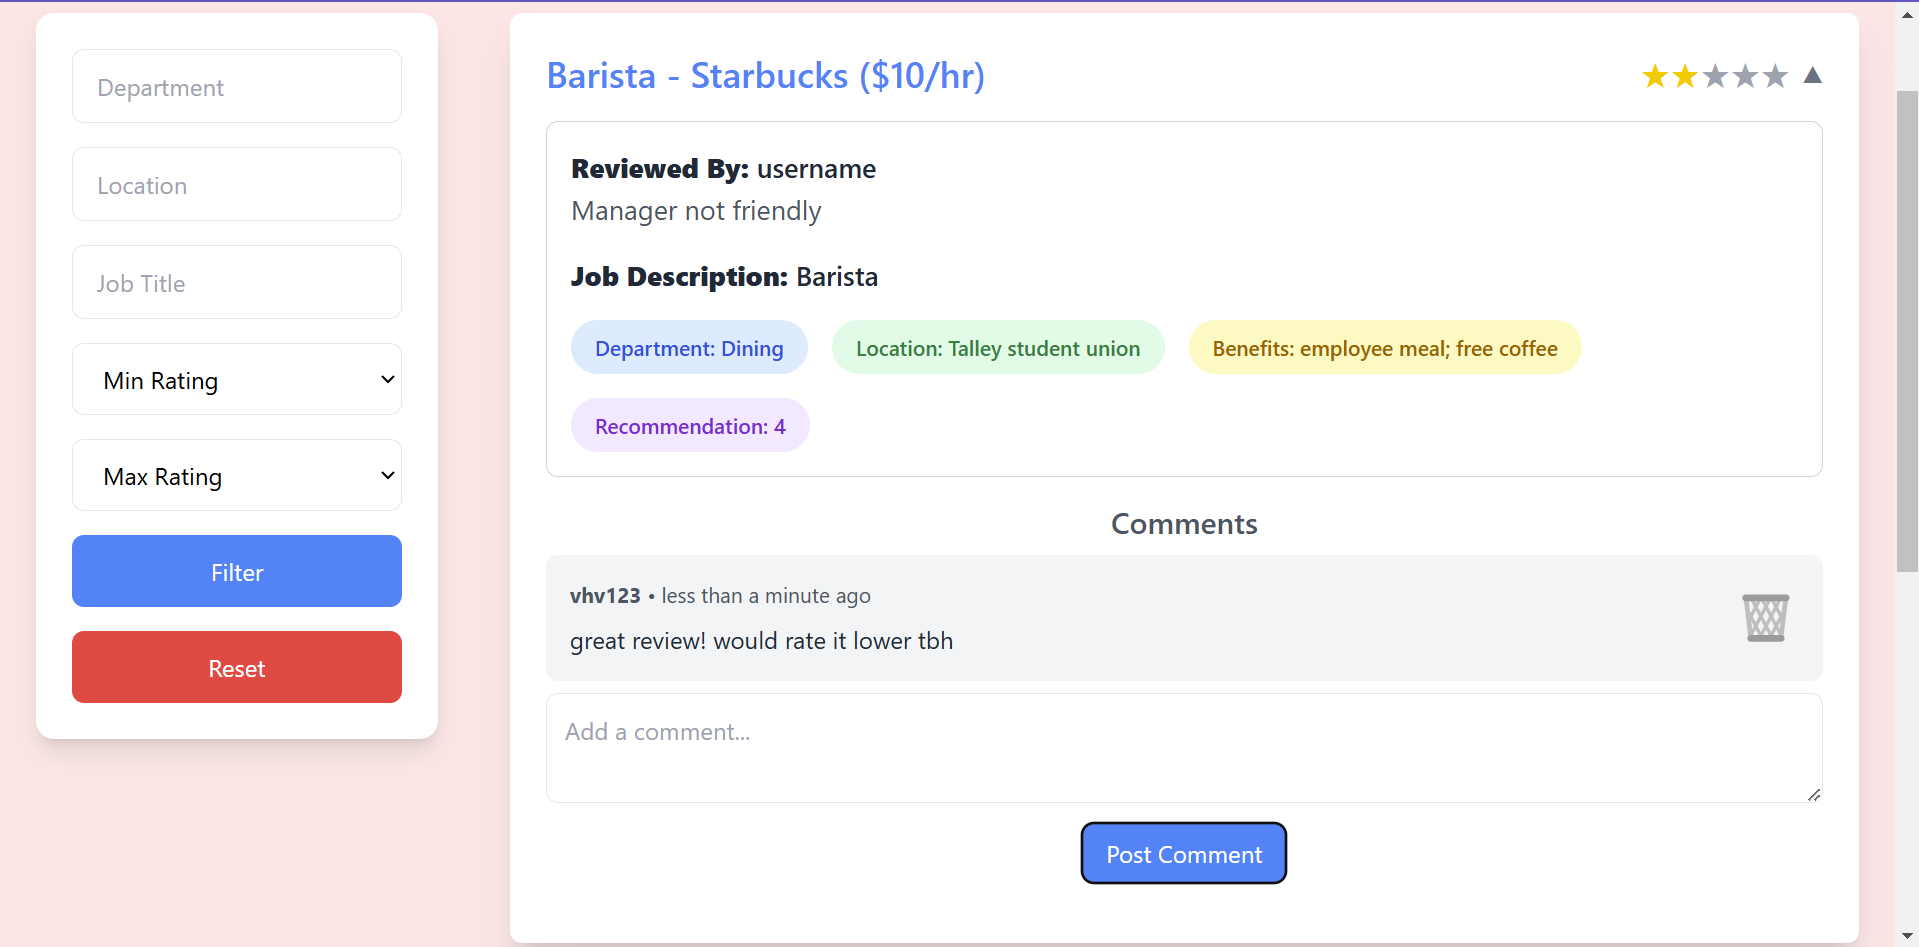 Department
Location
Job Title
Min Rating
Max Rating
Filter
Reset
Barista - Starbucks ($10/hr)
★★★★★ ▲
Reviewed By: username
Manager not friendly
Job Description: Barista
Department: Dining
Location: Talley student union
Benefits: employee meal; free coffee
Recommendation: 4
Comments
vhv123 • less than a minute ago
great review! would rate it lower tbh
Add a comment...
Post Comment